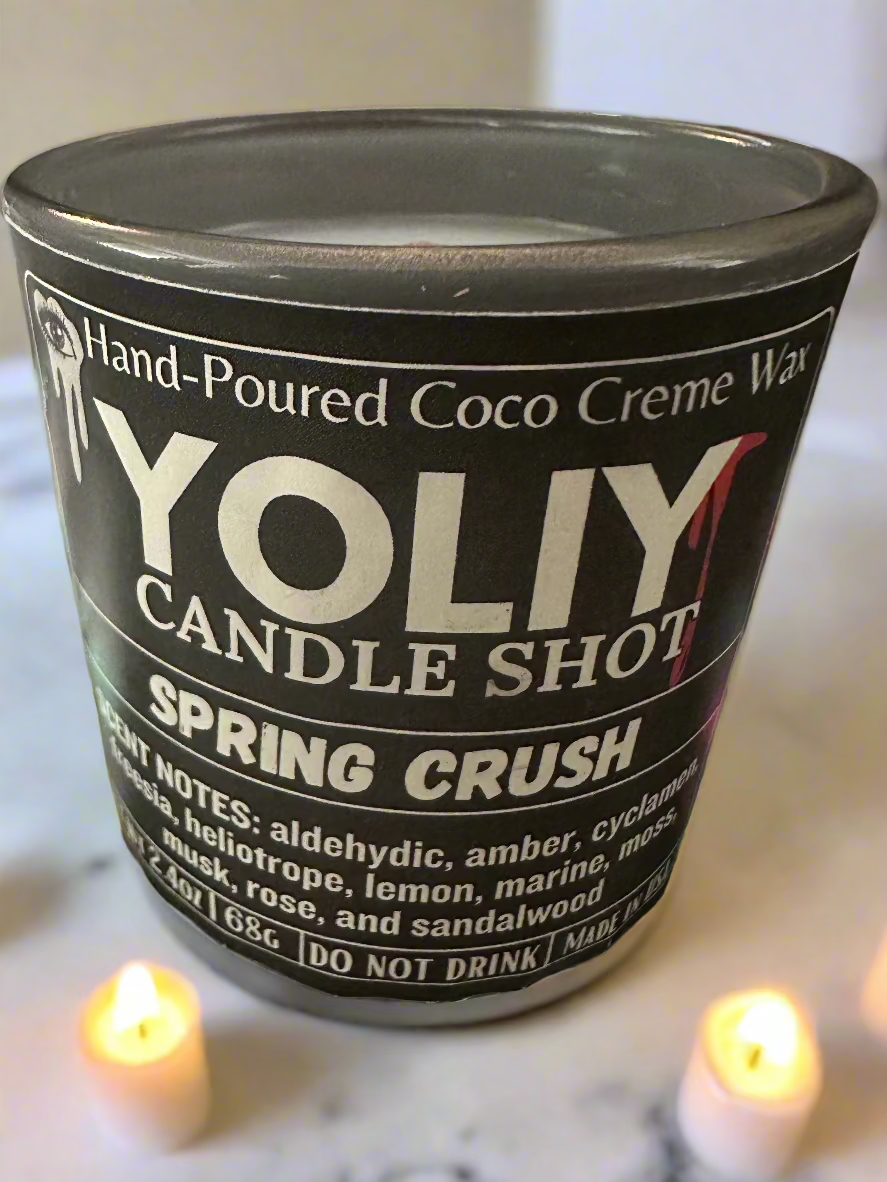 Hand-Poured Coco Creme Wax
YOLIY
CANDLE SHOT
SPRING CRUSH
SCENT NOTES: aldehydic, amber, cyclamen,
freesia, heliotrope, lemon, marine, moss,
musk, rose, and sandalwood
2.4oz | 68G | DO NOT DRINK | MADE IN